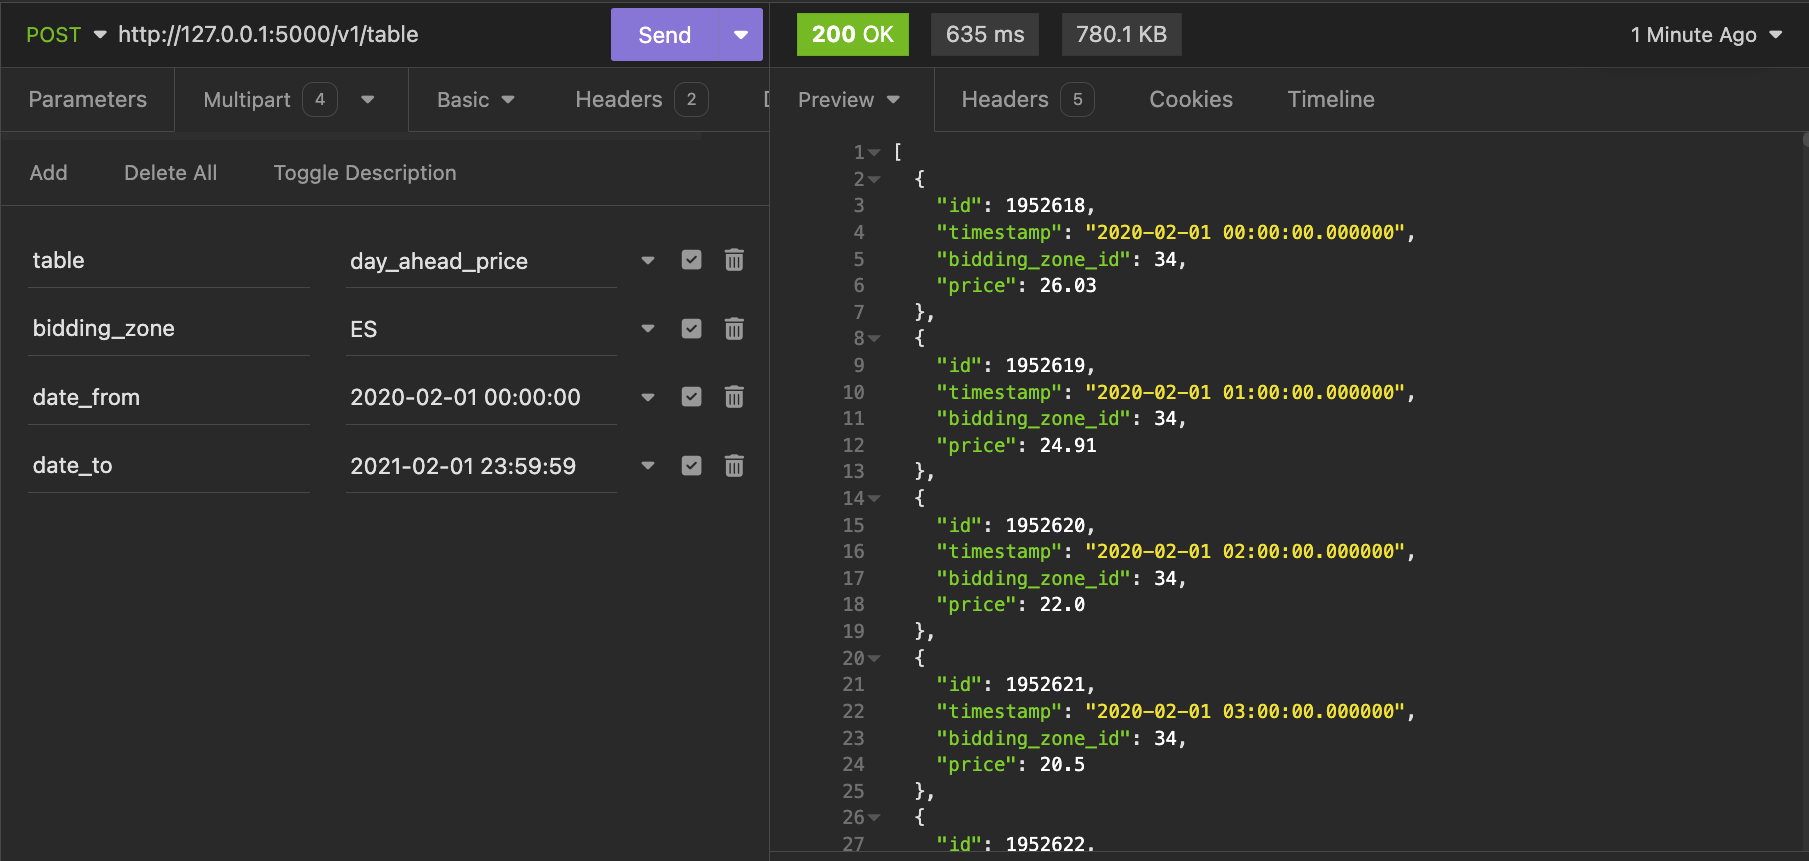 POST http://127.0.0.1:5000/v1/table Send
Parameters Multipart 4 Basic Headers 2
Add Delete All Toggle Description
table day_ahead_price
bidding_zone ES
date_from 2020-02-01 00:00:00
date_to 2021-02-01 23:59:59
200 OK 635 ms 780.1 KB 1 Minute Ago
Preview Headers 5 Cookies Timeline
1 [
2 {
3 "id": 1952618,
4 "timestamp": "2020-02-01 00:00:00.000000",
5 "bidding_zone_id": 34,
6 "price": 26.03
7 },
8 {
9 "id": 1952619,
10 "timestamp": "2020-02-01 01:00:00.000000",
11 "bidding_zone_id": 34,
12 "price": 24.91
13 },
14 {
15 "id": 1952620,
16 "timestamp": "2020-02-01 02:00:00.000000",
17 "bidding_zone_id": 34,
18 "price": 22.0
19 },
20 {
21 "id": 1952621,
22 "timestamp": "2020-02-01 03:00:00.000000",
23 "bidding_zone_id": 34,
24 "price": 20.5
25 },
26 {
27 "id": 1952622,